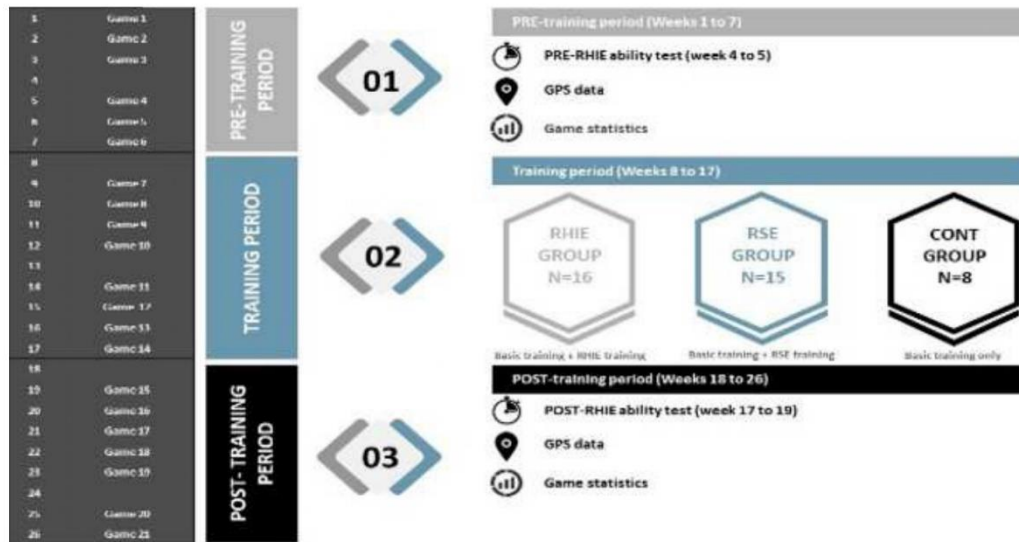 1 Game 1
2 Game 2
3 Game 3
4
5 Game 4
6 Game 5
7 Game 6
8
9 Game 7
10 Game 8
11 Game 9
12 Game 10
13
14 Game 11
15 Game 12
16 Game 13
17 Game 14
18
19 Game 15
20 Game 16
21 Game 17
22 Game 18
23 Game 19
24
25 Game 20
26 Game 21
PRE-TRAINING
PERIOD
01
PRE-training period (Weeks 1 to 7)
PRE-RHIE ability test (week 4 to 5)
GPS data
Game statistics
TRAINING PERIOD
02
Training period (Weeks 8 to 17)
RHIE
GROUP
N=16
Basic training + RHIE training
RSE
GROUP
N=15
Basic training + RSE training
CONT
GROUP
N=8
Basic training only
POST- TRAINING
PERIOD
03
POST-training period (Weeks 18 to 26)
POST-RHIE ability test (week 17 to 19)
GPS data
Game statistics